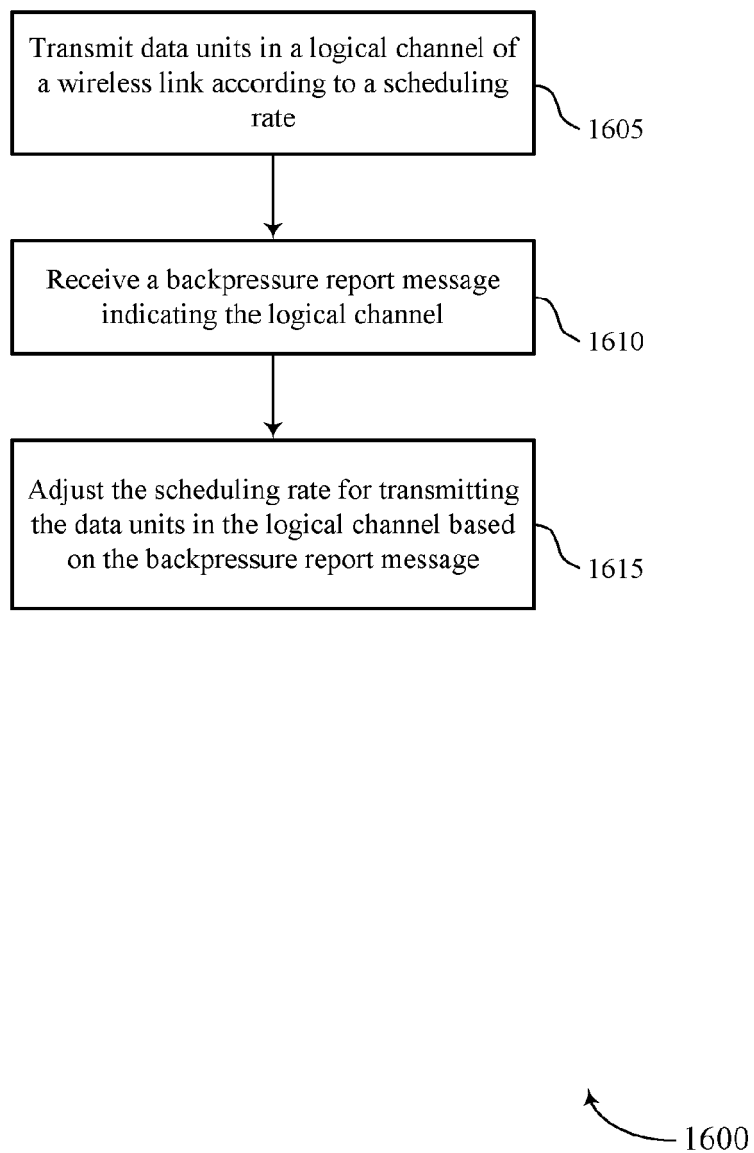 Transmit data units in a logical channel of
a wireless link according to a scheduling
rate
1605
Receive a backpressure report message
indicating the logical channel
1610
Adjust the scheduling rate for transmitting
the data units in the logical channel based
on the backpressure report message
1615
1600